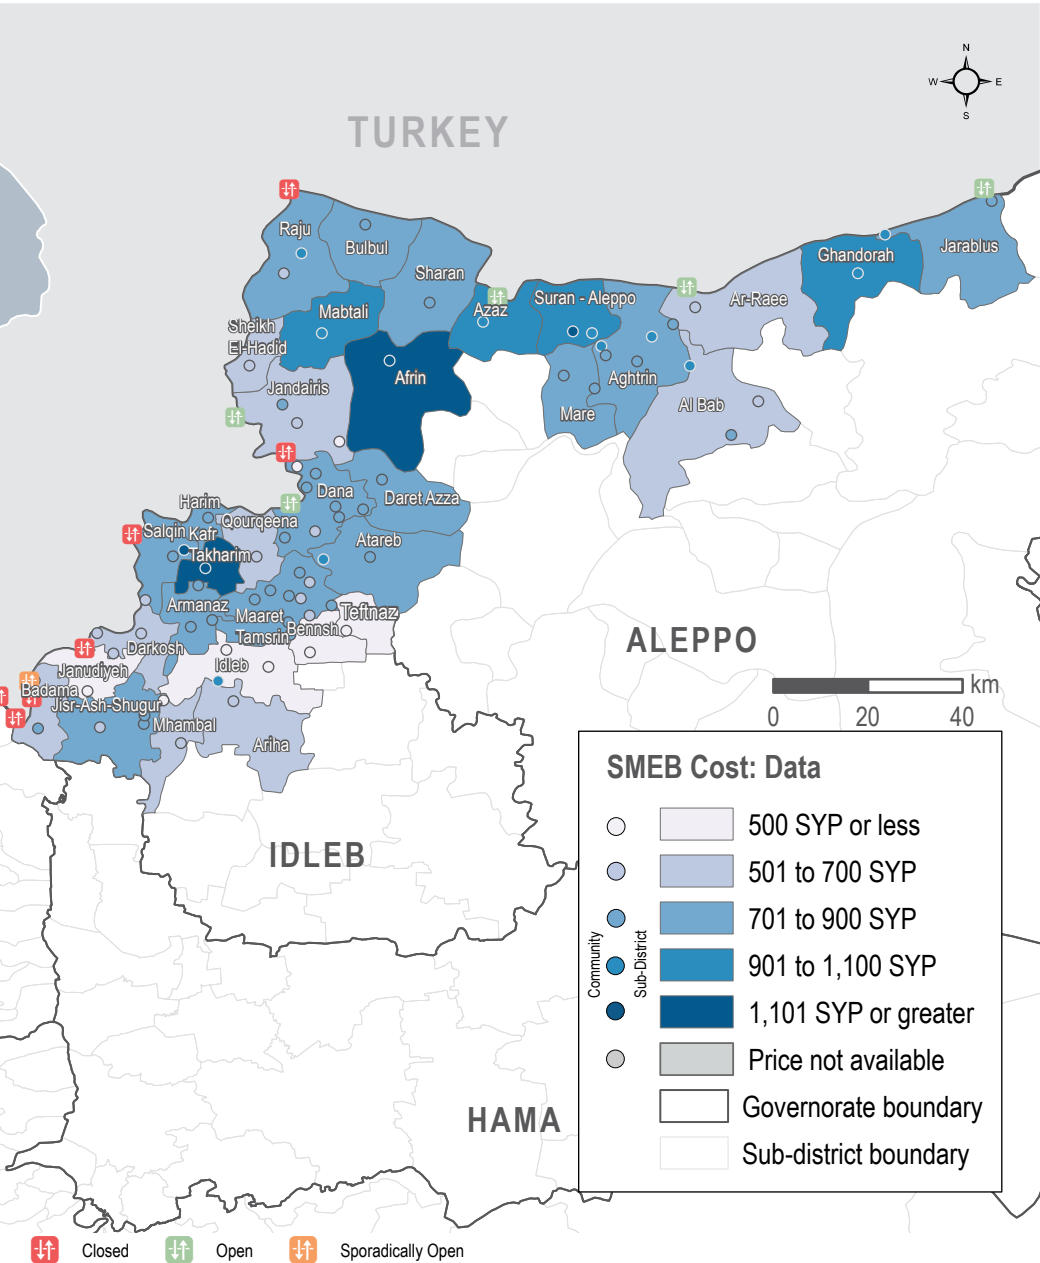 N
W E
S
TURKEY
Raju
Bulbul
Sharan
Ghandorah
Jarablus
Mabtali
Azaz
Suran - Aleppo
Ar-Raee
Sheikh
El-Hadid
Afrin
Jandairis
Aghtrin
Mare
Al Bab
Dana
Daret Azza
Harim
Qourqeena
Salqin
Kafr
Takharim
Atareb
Armanaz
Maaret
Tamsrin
Teftnaz
Bennsh
Darkosh
Idleb
Janudiyeh
Badama
Jisr-Ash-Shugur
Mhambal
Ariha
ALEPPO
km
0 20 40
IDLEB
HAMA
SMEB Cost: Data
500 SYP or less
501 to 700 SYP
701 to 900 SYP
901 to 1,100 SYP
1,101 SYP or greater
Price not available
Governorate boundary
Sub-district boundary
Community
Sub-District
Closed
Open
Sporadically Open